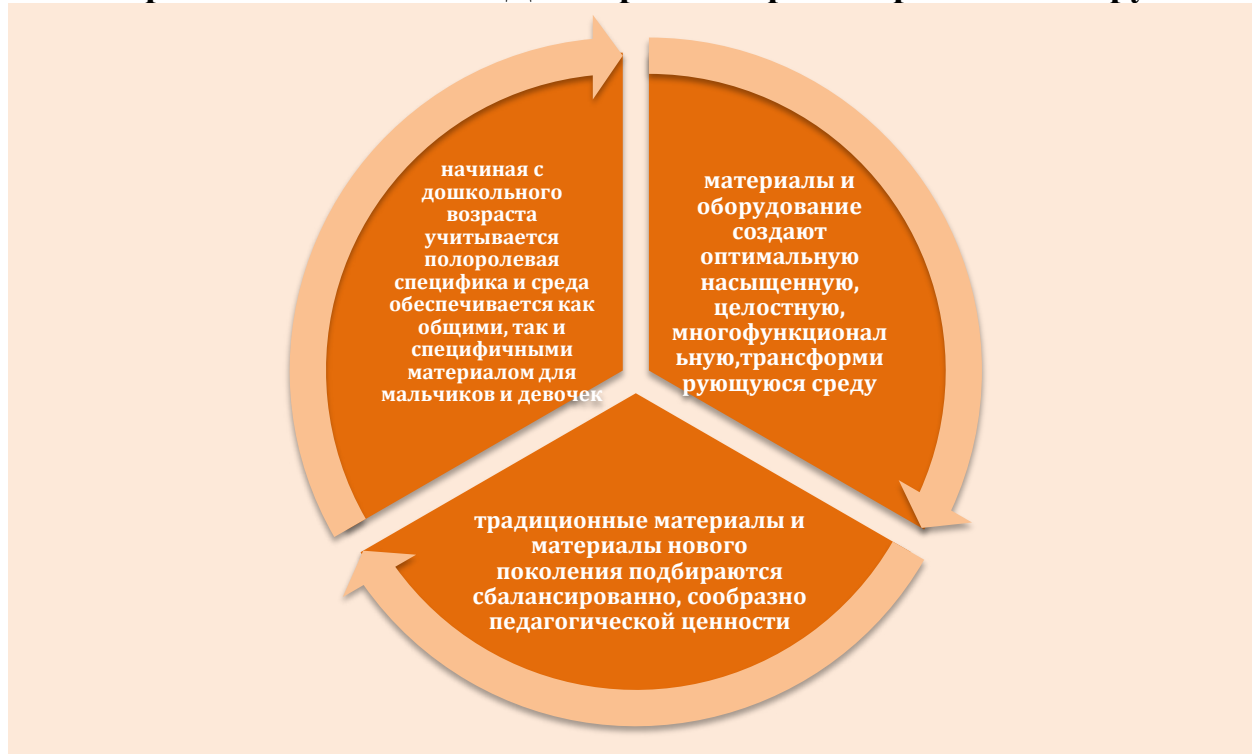 материалы и
оборудование
создают
оптимальную
насыщенную,
целостную,
многофункционал
ьную,трансформи
рующуюся среду
традиционные материалы и
материалы нового
поколения подбираются
сбалансированно, сообразно
педагогической ценности
начиная с
дошкольного
возраста
учитывается
полоролевая
специфика и среда
обеспечивается как
общими, так и
специфичными
материалом для
мальчиков и девочек